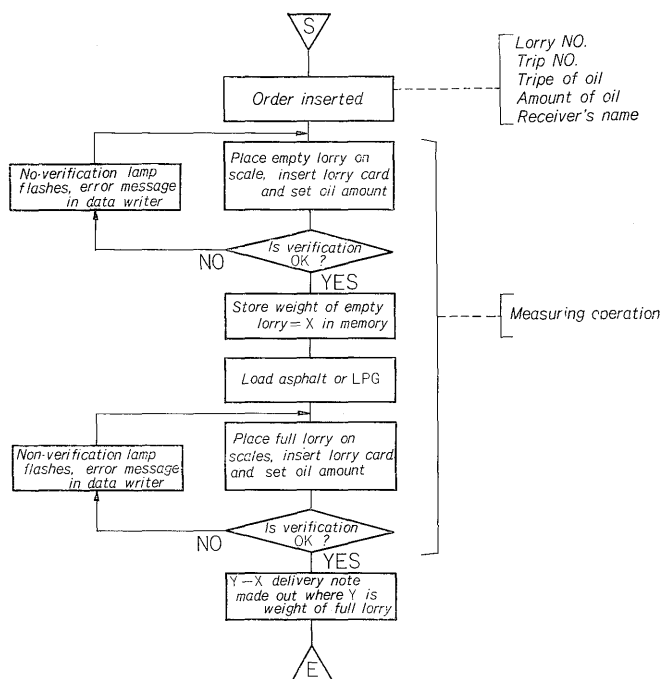 S
Order inserted
Lorry NO.
Trip NO.
Tripe of oil
Amount of oil
Receiver's name
Place empty lorry on
scale, insert lorry card
and set oil amount
No-verification lamp
flashes, error message
in data writer
Is verification
OK ?
NO
YES
Store weight of empty
lorry = X in memory
Measuring operation
Load asphalt or LPG
Place full lorry on
scales, insert lorry card
and set oil amount
Non-verification lamp
flashes, error message
in data writer
Is verification
OK ?
NO
YES
Y-X delivery note
made out where Y is
weight of full lorry
E